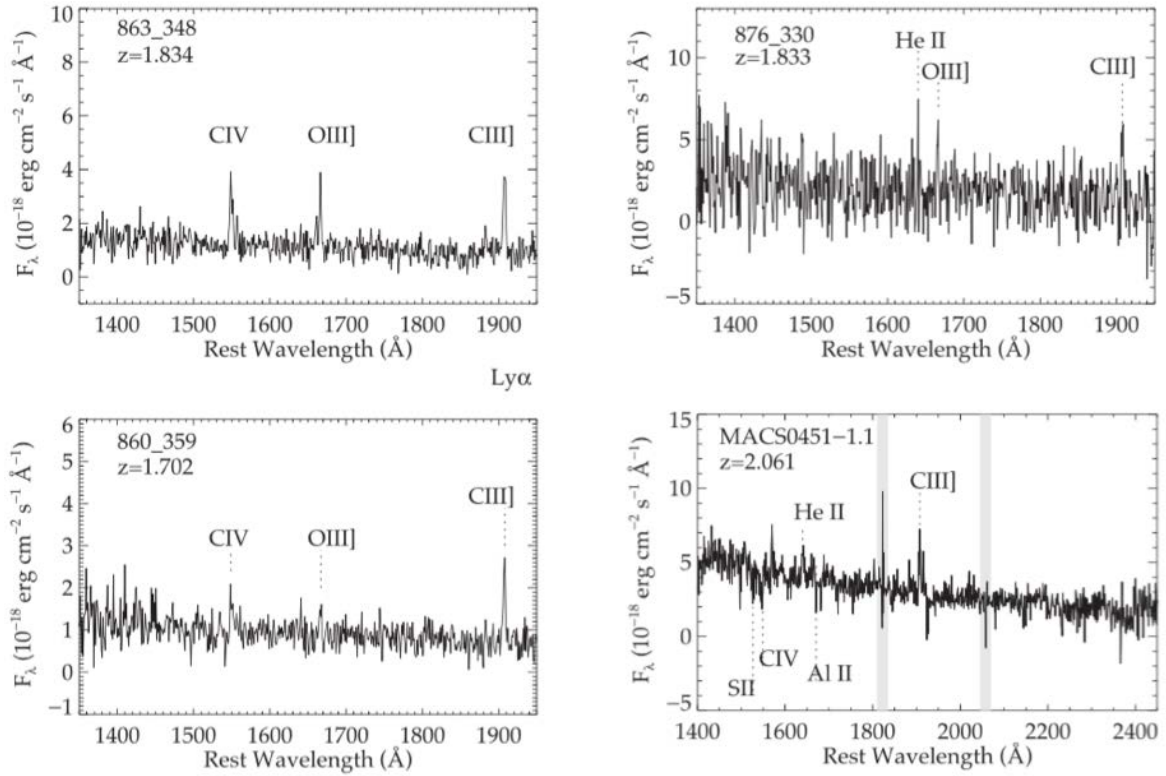 863_348
z=1.834
CIV
OIII]
CIII]
10
8
6
4
2
0
1400 1500 1600 1700 1800 1900
Rest Wavelength (Å)
F_λ (10⁻¹⁸ erg cm⁻² s⁻¹ Å⁻¹)
876_330
z=1.833
He II
OIII]
CIII]
10
5
0
−5
1400 1500 1600 1700 1800 1900
Rest Wavelength (Å)
F_λ (10⁻¹⁸ erg cm⁻² s⁻¹ Å⁻¹)
Lyα
860_359
z=1.702
CIV
OIII]
CIII]
6
5
4
3
2
1
0
−1
1400 1500 1600 1700 1800 1900
Rest Wavelength (Å)
F_λ (10⁻¹⁸ erg cm⁻² s⁻¹ Å⁻¹)
MACS0451−1.1
z=2.061
He II
CIII]
SII
CIV
Al II
15
10
5
0
−5
1400 1600 1800 2000 2200 2400
Rest Wavelength (Å)
F_λ (10⁻¹⁸ erg cm⁻² s⁻¹ Å⁻¹)